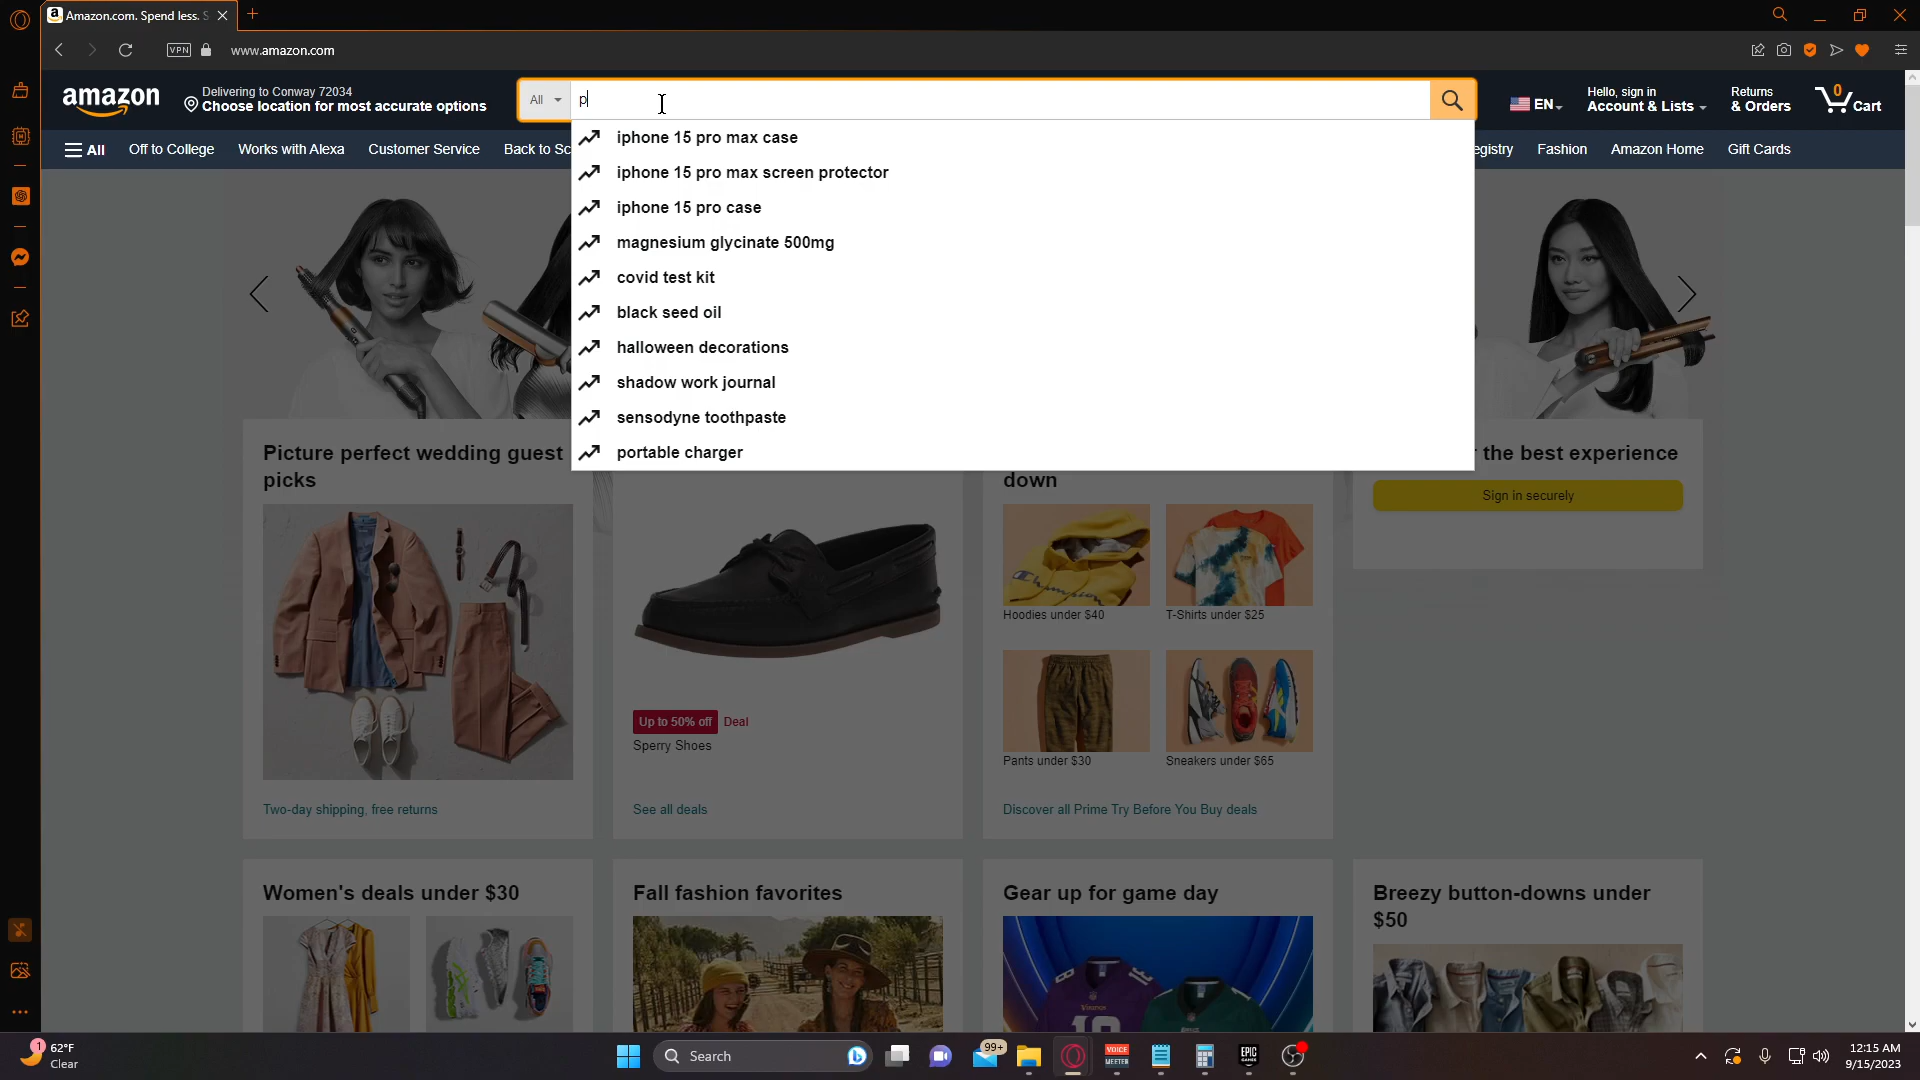 Amazon.com. Spend less. S
VPN
www.amazon.com
amazon
Delivering to Conway 72034
Choose location for most accurate options
All
p
EN
Hello, sign in
Account & Lists
Returns
& Orders
0
Cart
All
Off to College
Works with Alexa
Customer Service
Back to Sc
egistry
Fashion
Amazon Home
Gift Cards
iphone 15 pro max case
iphone 15 pro max screen protector
iphone 15 pro case
magnesium glycinate 500mg
covid test kit
black seed oil
halloween decorations
shadow work journal
sensodyne toothpaste
portable charger
Picture perfect wedding guest
picks
Two-day shipping, free returns
Up to 50% off
Deal
Sperry Shoes
See all deals
down
Champion
Hoodies under $40
T-Shirts under $25
Pants under $30
Sneakers under $65
Discover all Prime Try Before You Buy deals
the best experience
Sign in securely
Women's deals under $30
Fall fashion favorites
Gear up for game day
VIKINGS
Breezy button-downs under
$50
1
62°F
Clear
Search
99+
VOICE
MEETER
EPIC
GAMES
12:15 AM
9/15/2023